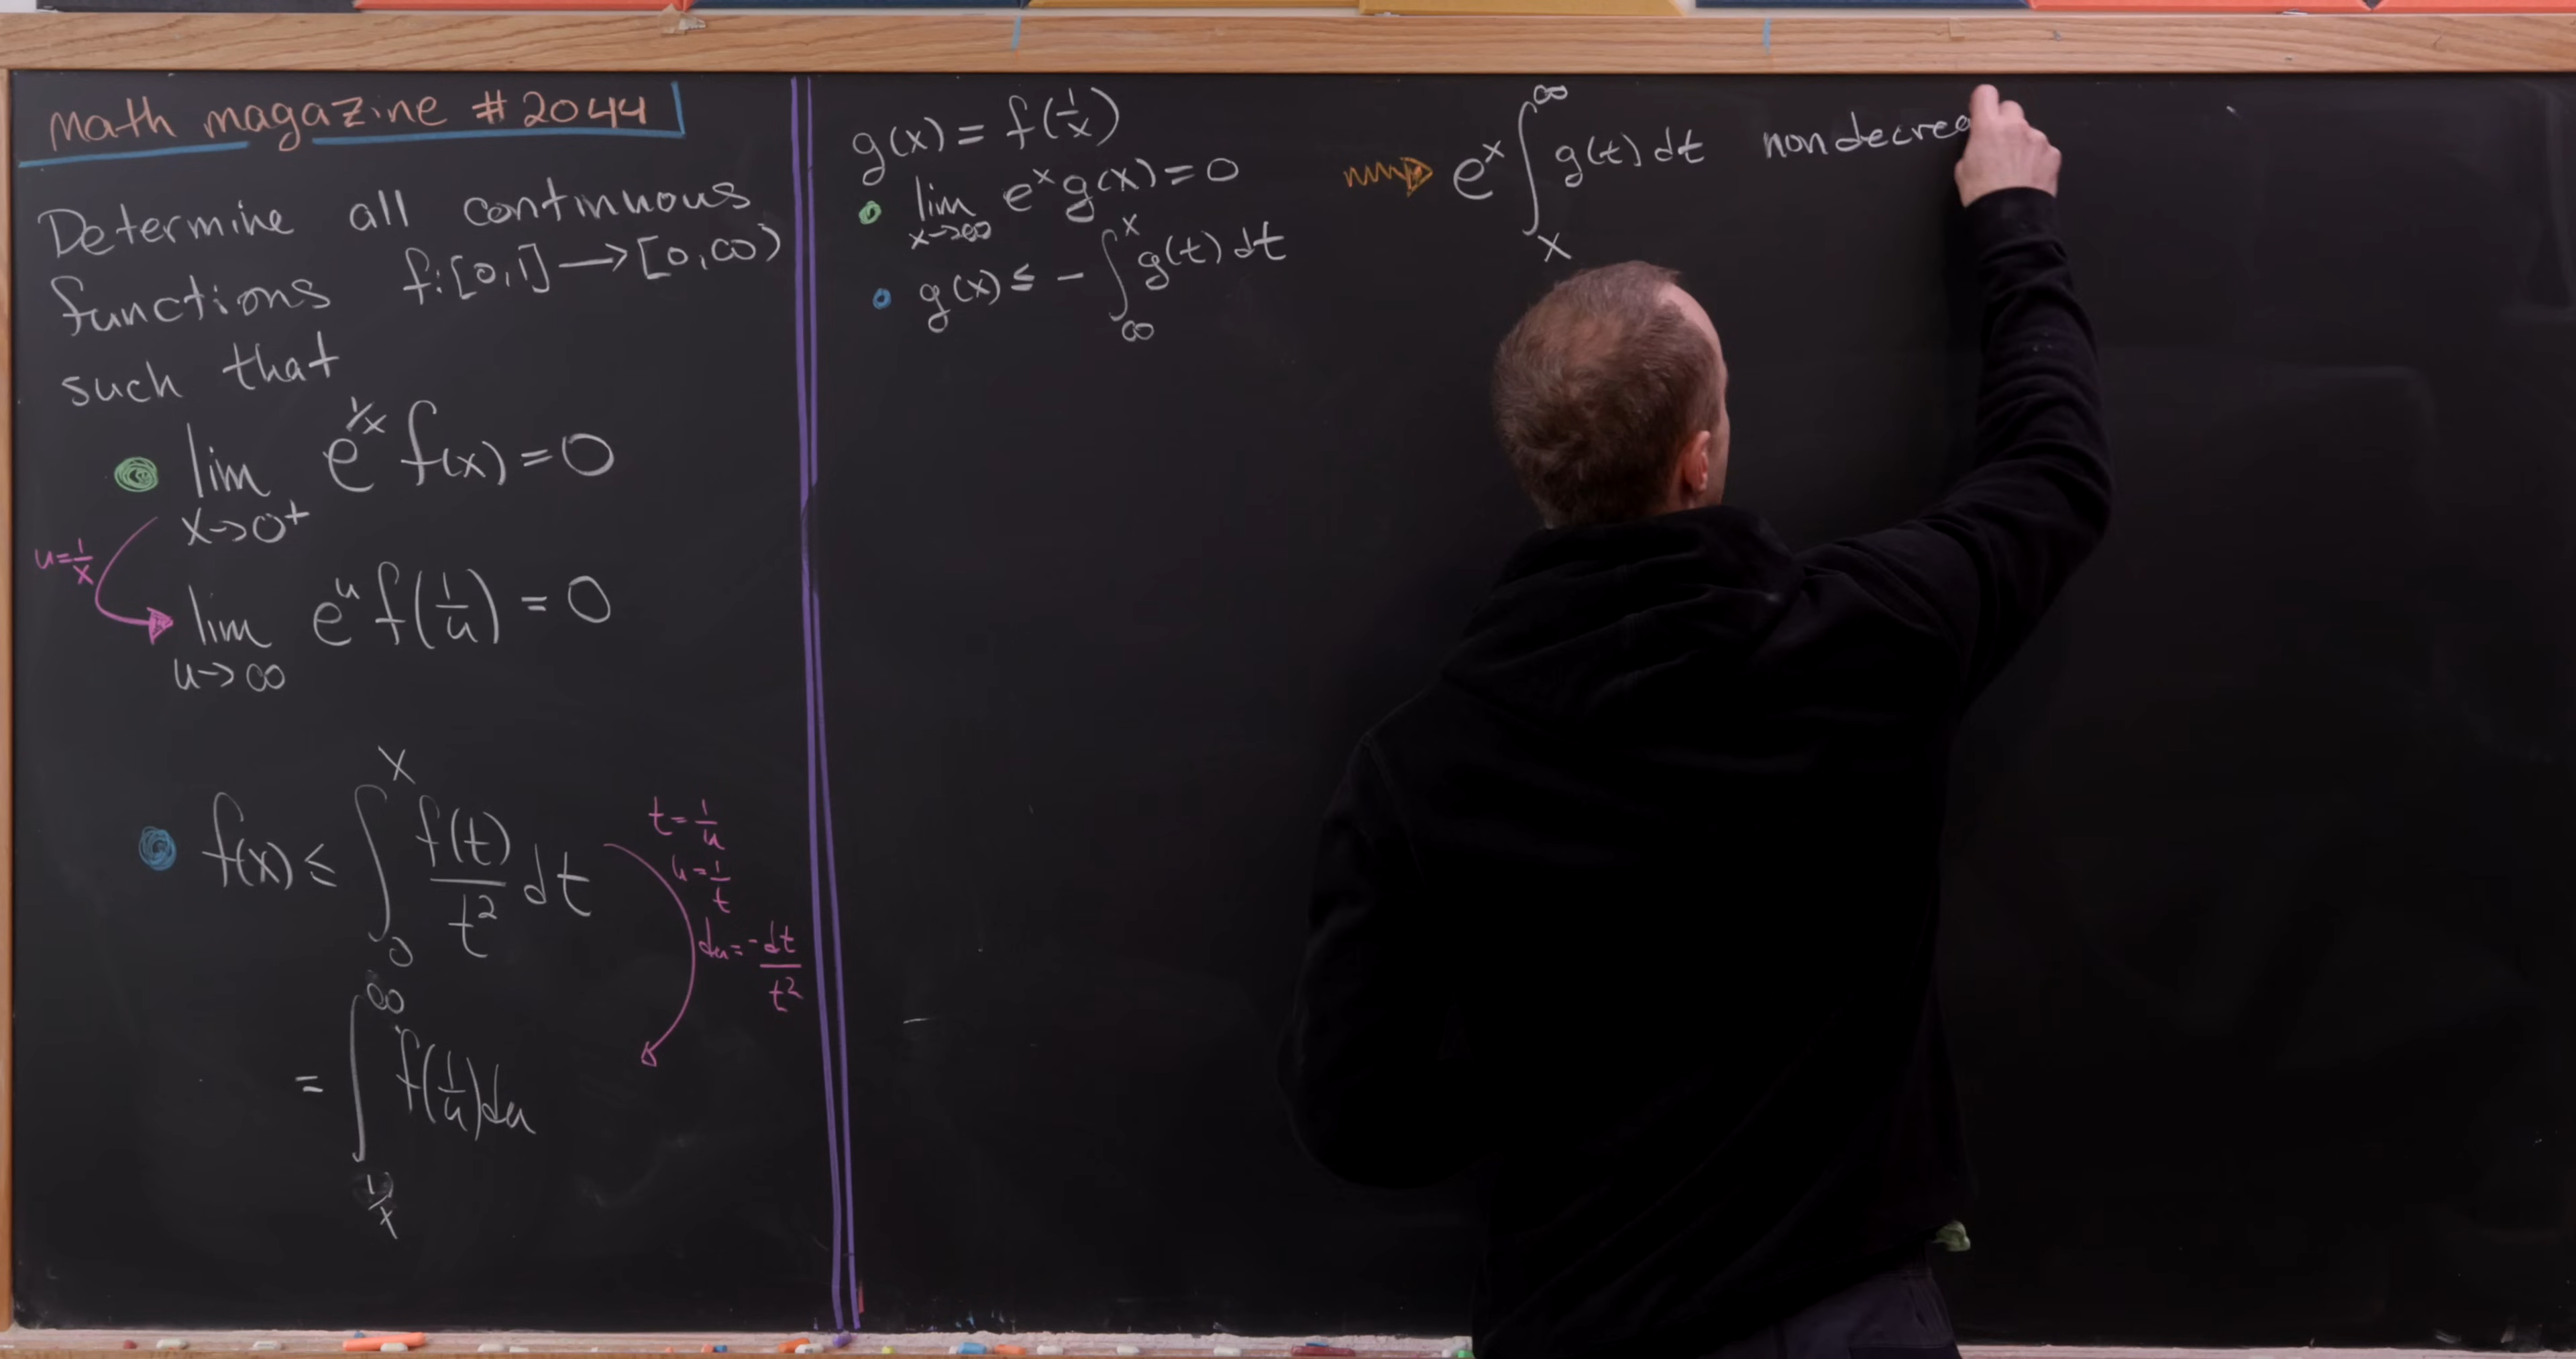 Math magazine #2044
Determine all continuous
functions f:[0,1]→[0,∞)
such that
lim x→0+ e^{1/x} f(x) = 0
u=1/x
lim u→∞ e^u f(1/u) = 0
f(x) ≤ ∫_0^x f(t)/t² dt
t=1/u
u=1/t
du=-dt/t²
= ∫_{1/x}^∞ f(1/u)du
g(x) = f(1/x)
lim x→∞ e^x g(x) = 0
g(x) ≤ - ∫_∞^x g(t) dt
e^x ∫_x^∞ g(t) dt nondecrea